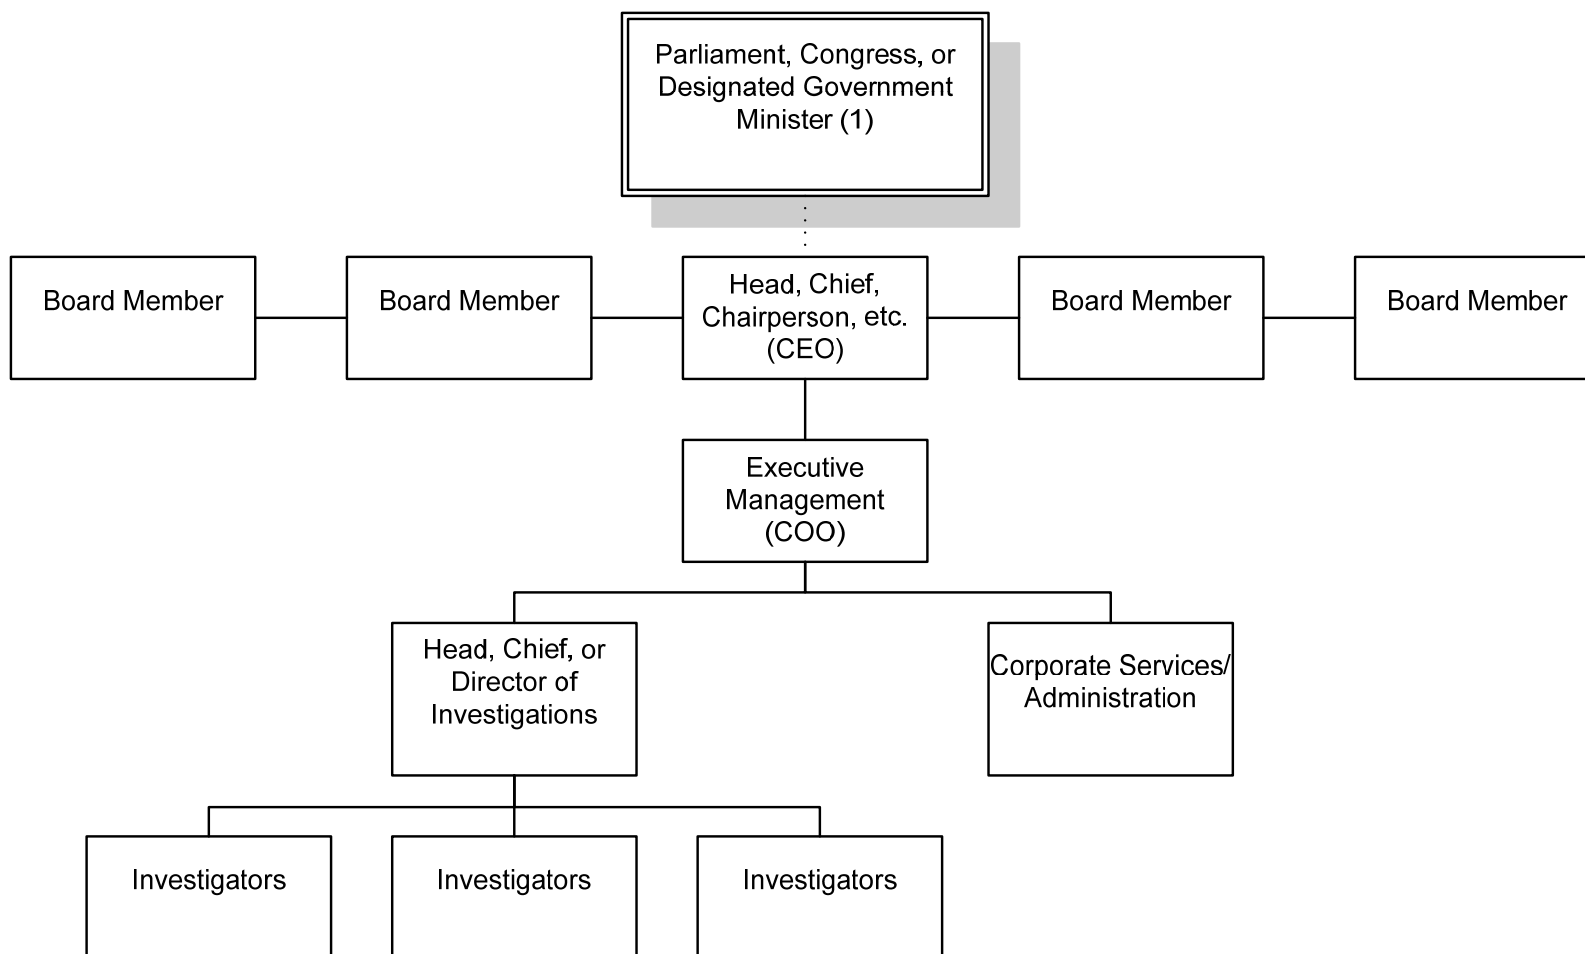 Parliament, Congress, or
Designated Government
Minister (1)
Board Member
Board Member
Head, Chief,
Chairperson, etc.
(CEO)
Board Member
Board Member
Executive
Management
(COO)
Head, Chief, or
Director of
Investigations
Corporate Services/
Administration
Investigators
Investigators
Investigators